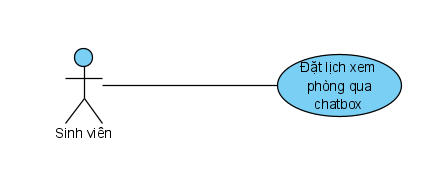 Đặt lịch xem
phòng qua
chatbox
Sinh viên